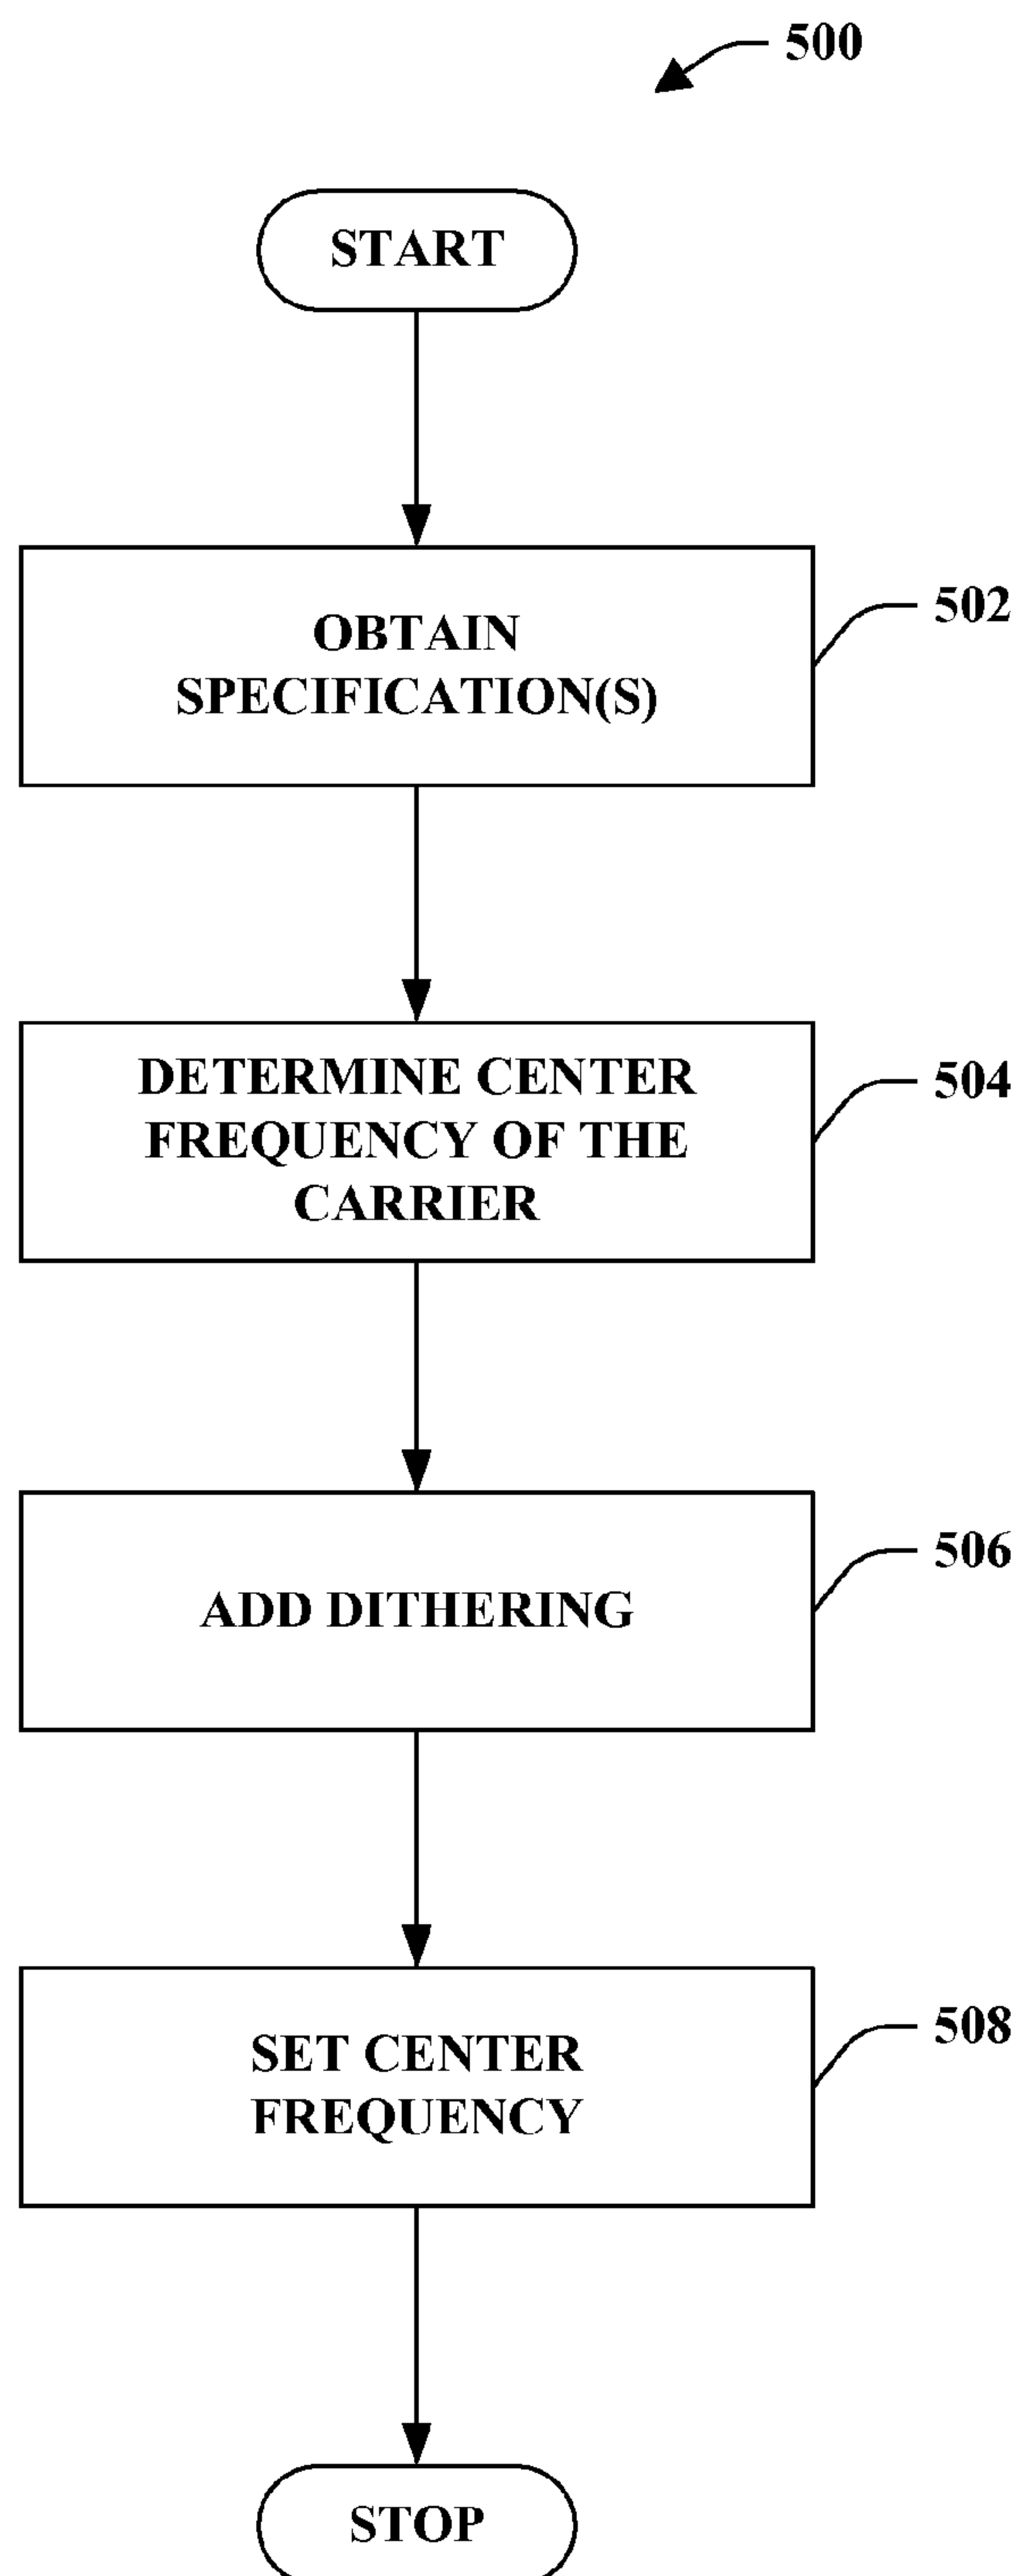 500
START
OBTAIN
SPECIFICATION(S)
502
DETERMINE CENTER
FREQUENCY OF THE
CARRIER
504
ADD DITHERING
506
SET CENTER
FREQUENCY
508
STOP